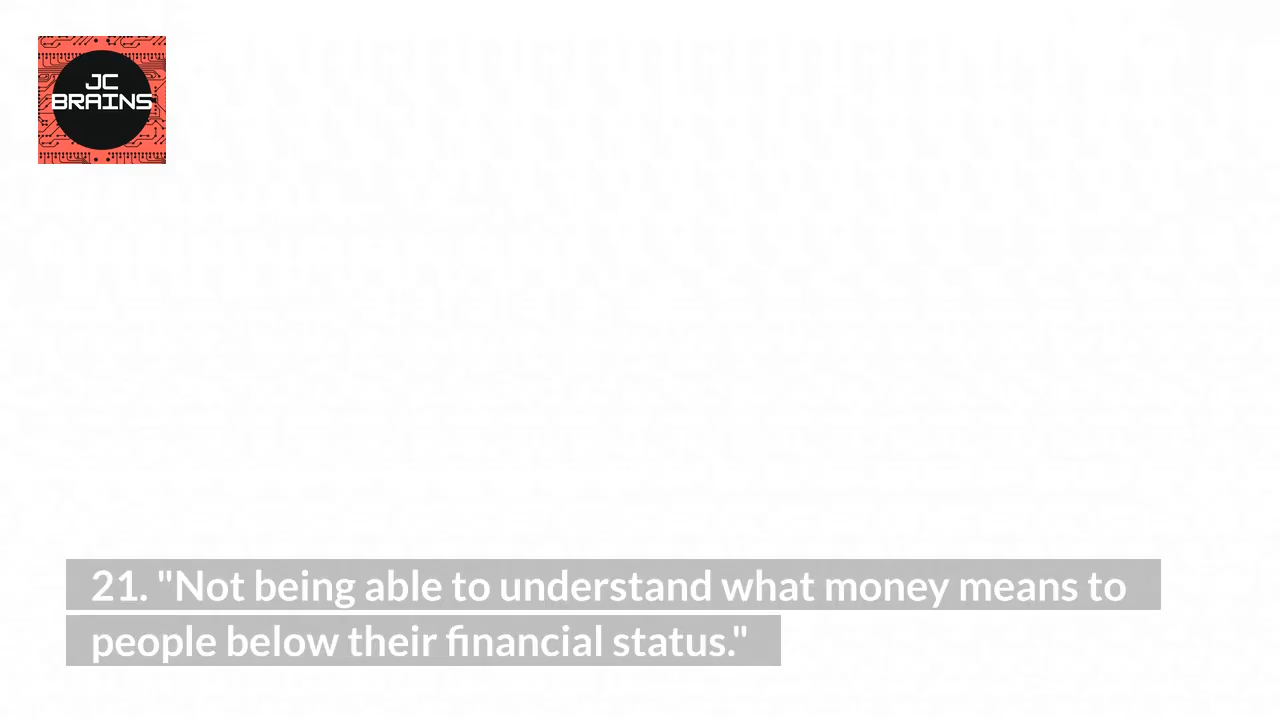 JC
BRAINS
21. "Not being able to understand what money means to
people below their financial status."